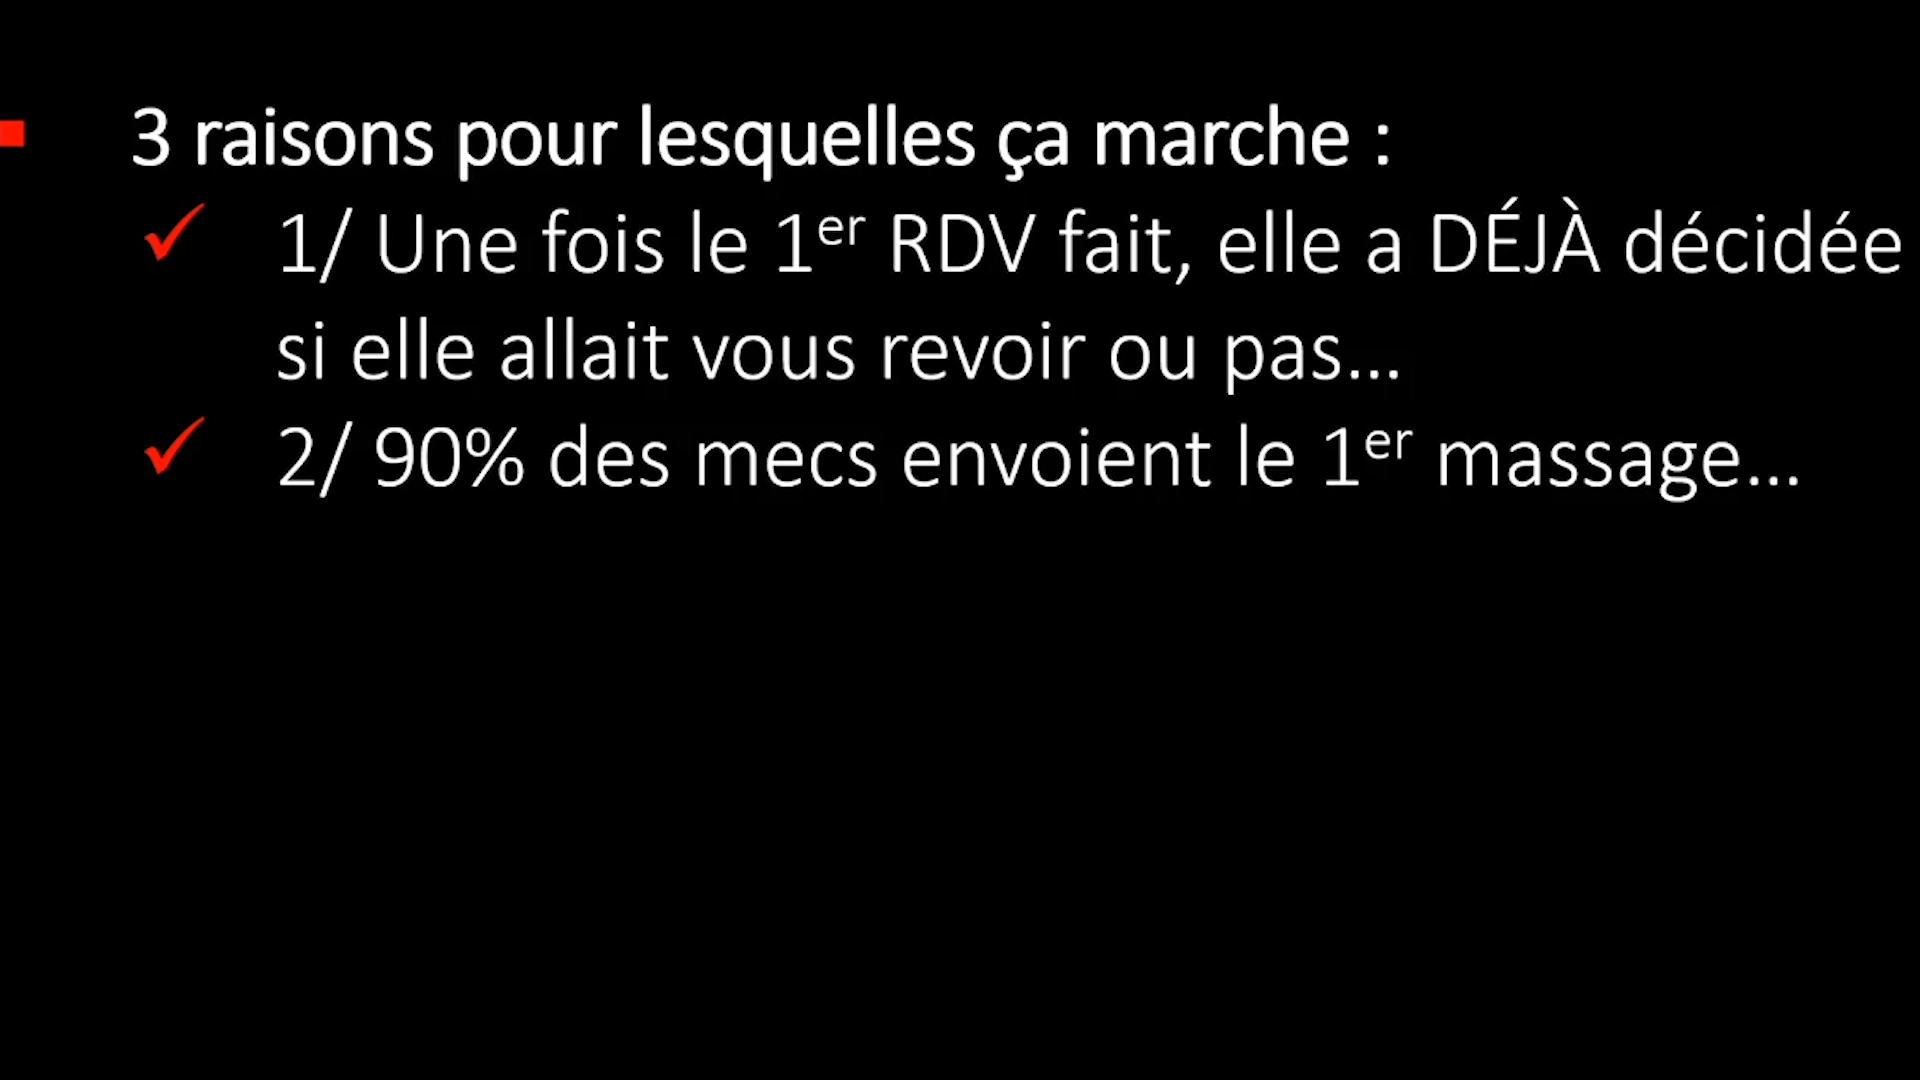 3 raisons pour lesquelles ça marche :
1/ Une fois le 1er RDV fait, elle a DÉJÀ décidée
si elle allait vous revoir ou pas...
2/ 90% des mecs envoient le 1er massage...